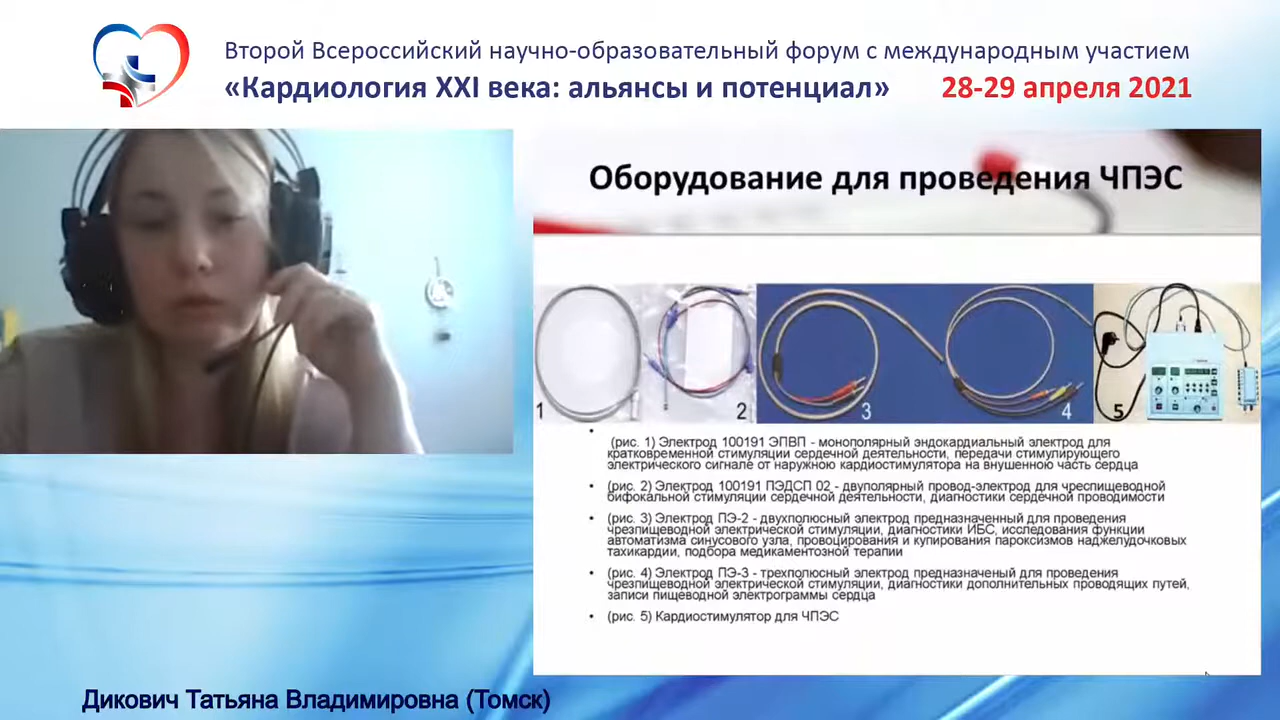 Второй Всероссийский научно-образовательный форум с международным участием
«Кардиология XXI века: альянсы и потенциал» 28-29 апреля 2021
Оборудование для проведения ЧПЭС
1 2 3 4 5
(рис. 1) Электрод 100191 ЭПВП - монополярный эндокардиальный электрод для
кратковременной стимуляции сердечной деятельности, передачи стимулирующего
электрического сигнале от наружною кардиостимулятора на внушенною часть сердца
(рис. 2) Электрод 100191 ПЭДСП 02 - двуполярный провод-электрод для чреспищеводной
бифокальной стимуляции сердечной деятельности, диагностики сердечной проводимости
(рис. 3) Электрод ПЭ-2 - двухполюсный электрод предназначенный для проведения
чрезпищеводной электрической стимуляции, диагностики ИБС, исследования функции
автоматизма синусового узла, провоцирования и купирования пароксизмов наджелудочковых
тахикардии, подбора медикаментозной терапии
(рис. 4) Электрод ПЭ-3 - трехполюсный электрод предназначеный для проведения
чрезпищеводной электрической стимуляции, диагностики дополнительных проводящих путей,
записи пищеводной электрограммы сердца
(рис. 5) Кардиостимулятор для ЧПЭС
Дикович Татьяна Владимировна (Томск)